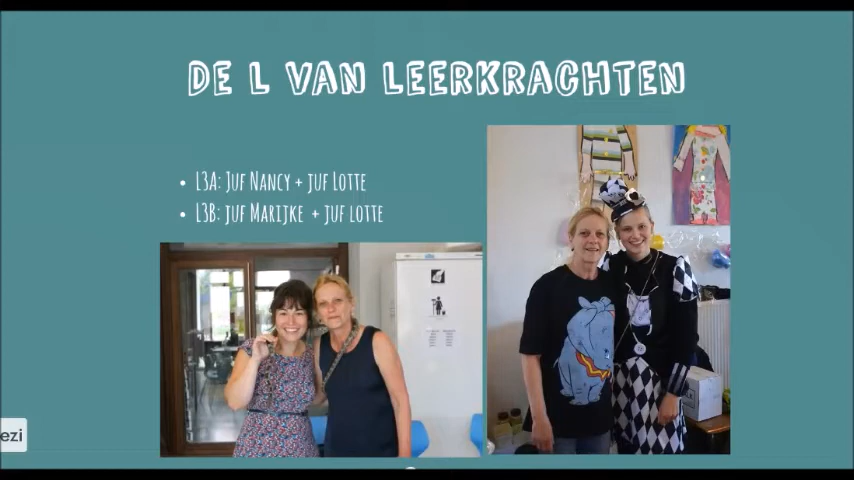 DE L VAN LEERKRACHTEN
• L3A: JUF NANCY + JUF LOTTE
• L3B: JUF MARIJKE + JUF LOTTE
ezi